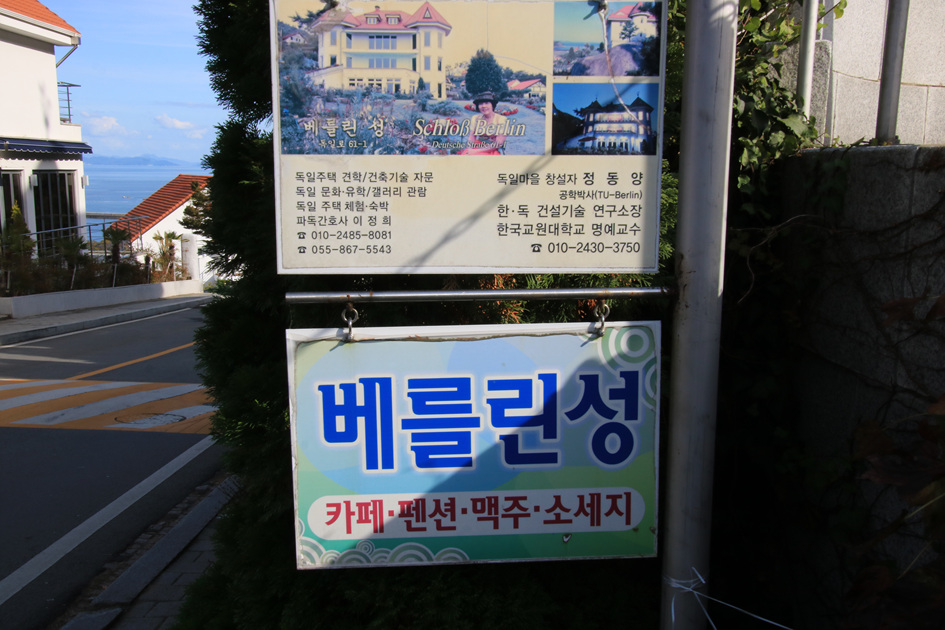 베를린 성
독일로 61-1
Schloß Berlin
독일주택 견학/건축기술 자문
독일 문화·유학/갤러리 관람
독일 주택 체험·숙박
파독간호사 이 정 희
☎ 010-2485-8081
☎ 055-867-5543
독일마을 창설자 정 동 양
공학박사(TU-Berlin)
한·독 건설기술 연구소장
한국교원대학교 명예교수
☎ 010-2430-3750
베를린성
카페·펜션·맥주·소세지